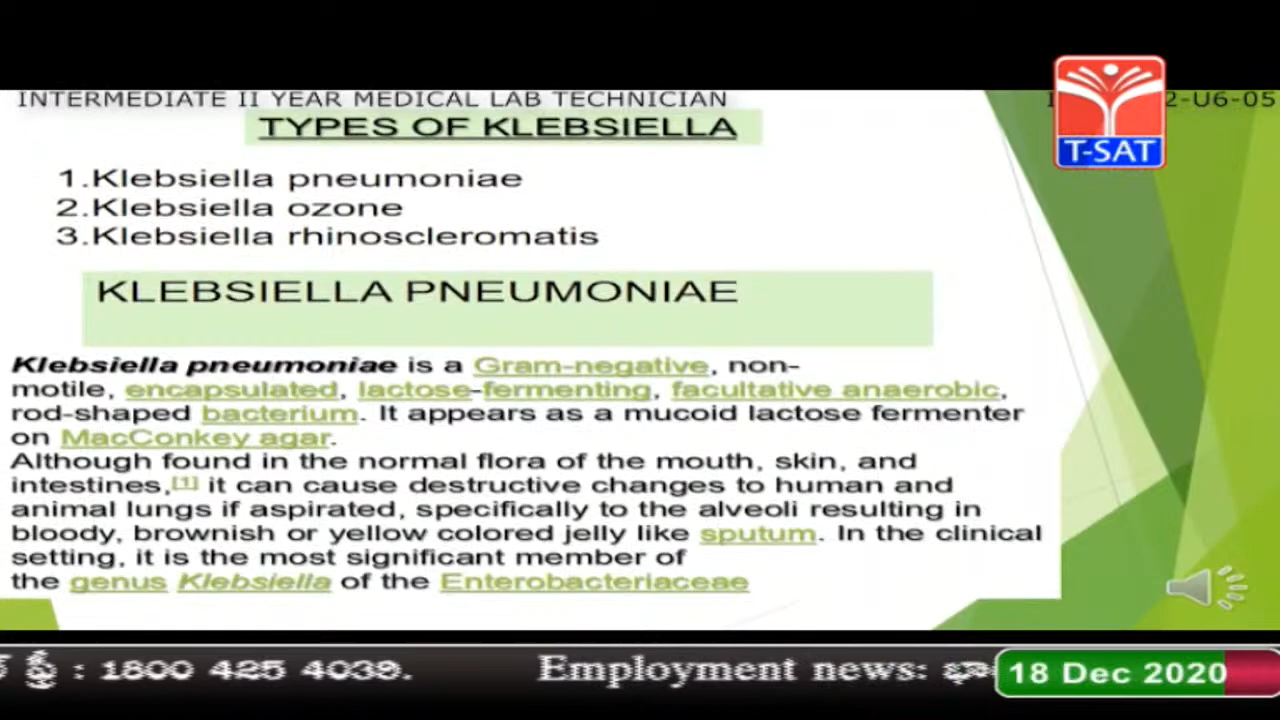 INTERMEDIATE II YEAR MEDICAL LAB TECHNICIAN
2-U6-05
T-SAT
TYPES OF KLEBSIELLA
1.Klebsiella pneumoniae
2.Klebsiella ozone
3.Klebsiella rhinoscleromatis
KLEBSIELLA PNEUMONIAE
Klebsiella pneumoniae is a Gram-negative, non-
motile, encapsulated, lactose-fermenting, facultative anaerobic,
rod-shaped bacterium. It appears as a mucoid lactose fermenter
on MacConkey agar.
Although found in the normal flora of the mouth, skin, and
intestines,[1] it can cause destructive changes to human and
animal lungs if aspirated, specifically to the alveoli resulting in
bloody, brownish or yellow colored jelly like sputum. In the clinical
setting, it is the most significant member of
the genus Klebsiella of the Enterobacteriaceae
: 1800 425 4039. Employment news:
18 Dec 2020